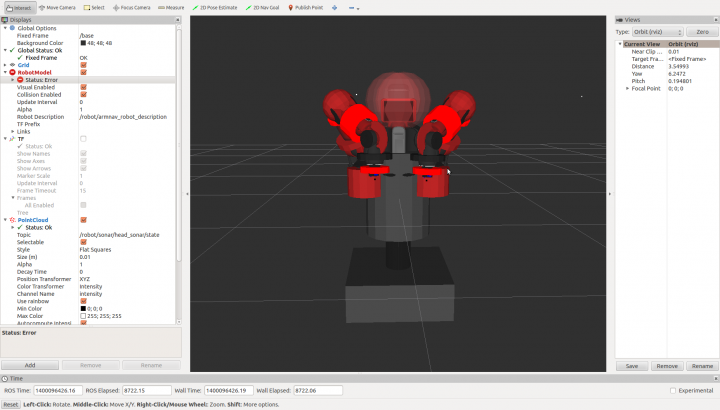 Interact Move Camera Select Focus Camera Measure 2D Pose Estimate 2D Nav Goal Publish Point
Displays
Global Options
Fixed Frame /base
Background Color 48; 48; 48
Global Status: Ok
Fixed Frame OK
Grid
RobotModel
Status: Error
Visual Enabled
Collision Enabled
Update Interval 0
Alpha 1
Robot Description /robot/armnav_robot_description
TF Prefix
Links
TF
Status: Ok
Show Names
Show Axes
Show Arrows
Marker Scale 1
Update Interval 0
Frame Timeout 15
Frames
All Enabled
Tree
PointCloud
Status: Ok
Topic /robot/sonar/head_sonar/state
Selectable
Style Flat Squares
Size (m) 0.01
Alpha 1
Decay Time 0
Position Transformer XYZ
Color Transformer Intensity
Channel Name intensity
Use rainbow
Min Color 0; 0; 0
Max Color 255; 255; 255
Autocompute Intensi
Status: Error
Add Remove Rename
Views
Type: Orbit (rviz) Zero
Current View Orbit (rviz)
Near Clip ... 0.01
Target Fra... <Fixed Frame>
Distance 3.54993
Yaw 6.2472
Pitch 0.194801
Focal Point 0; 0; 0
Save Remove Rename
Time
ROS Time: 1400096426.16 ROS Elapsed: 8722.15 Wall Time: 1400096426.19 Wall Elapsed: 8722.06 Experimental
Reset Left-Click: Rotate. Middle-Click: Move X/Y. Right-Click/Mouse Wheel: Zoom. Shift: More options.